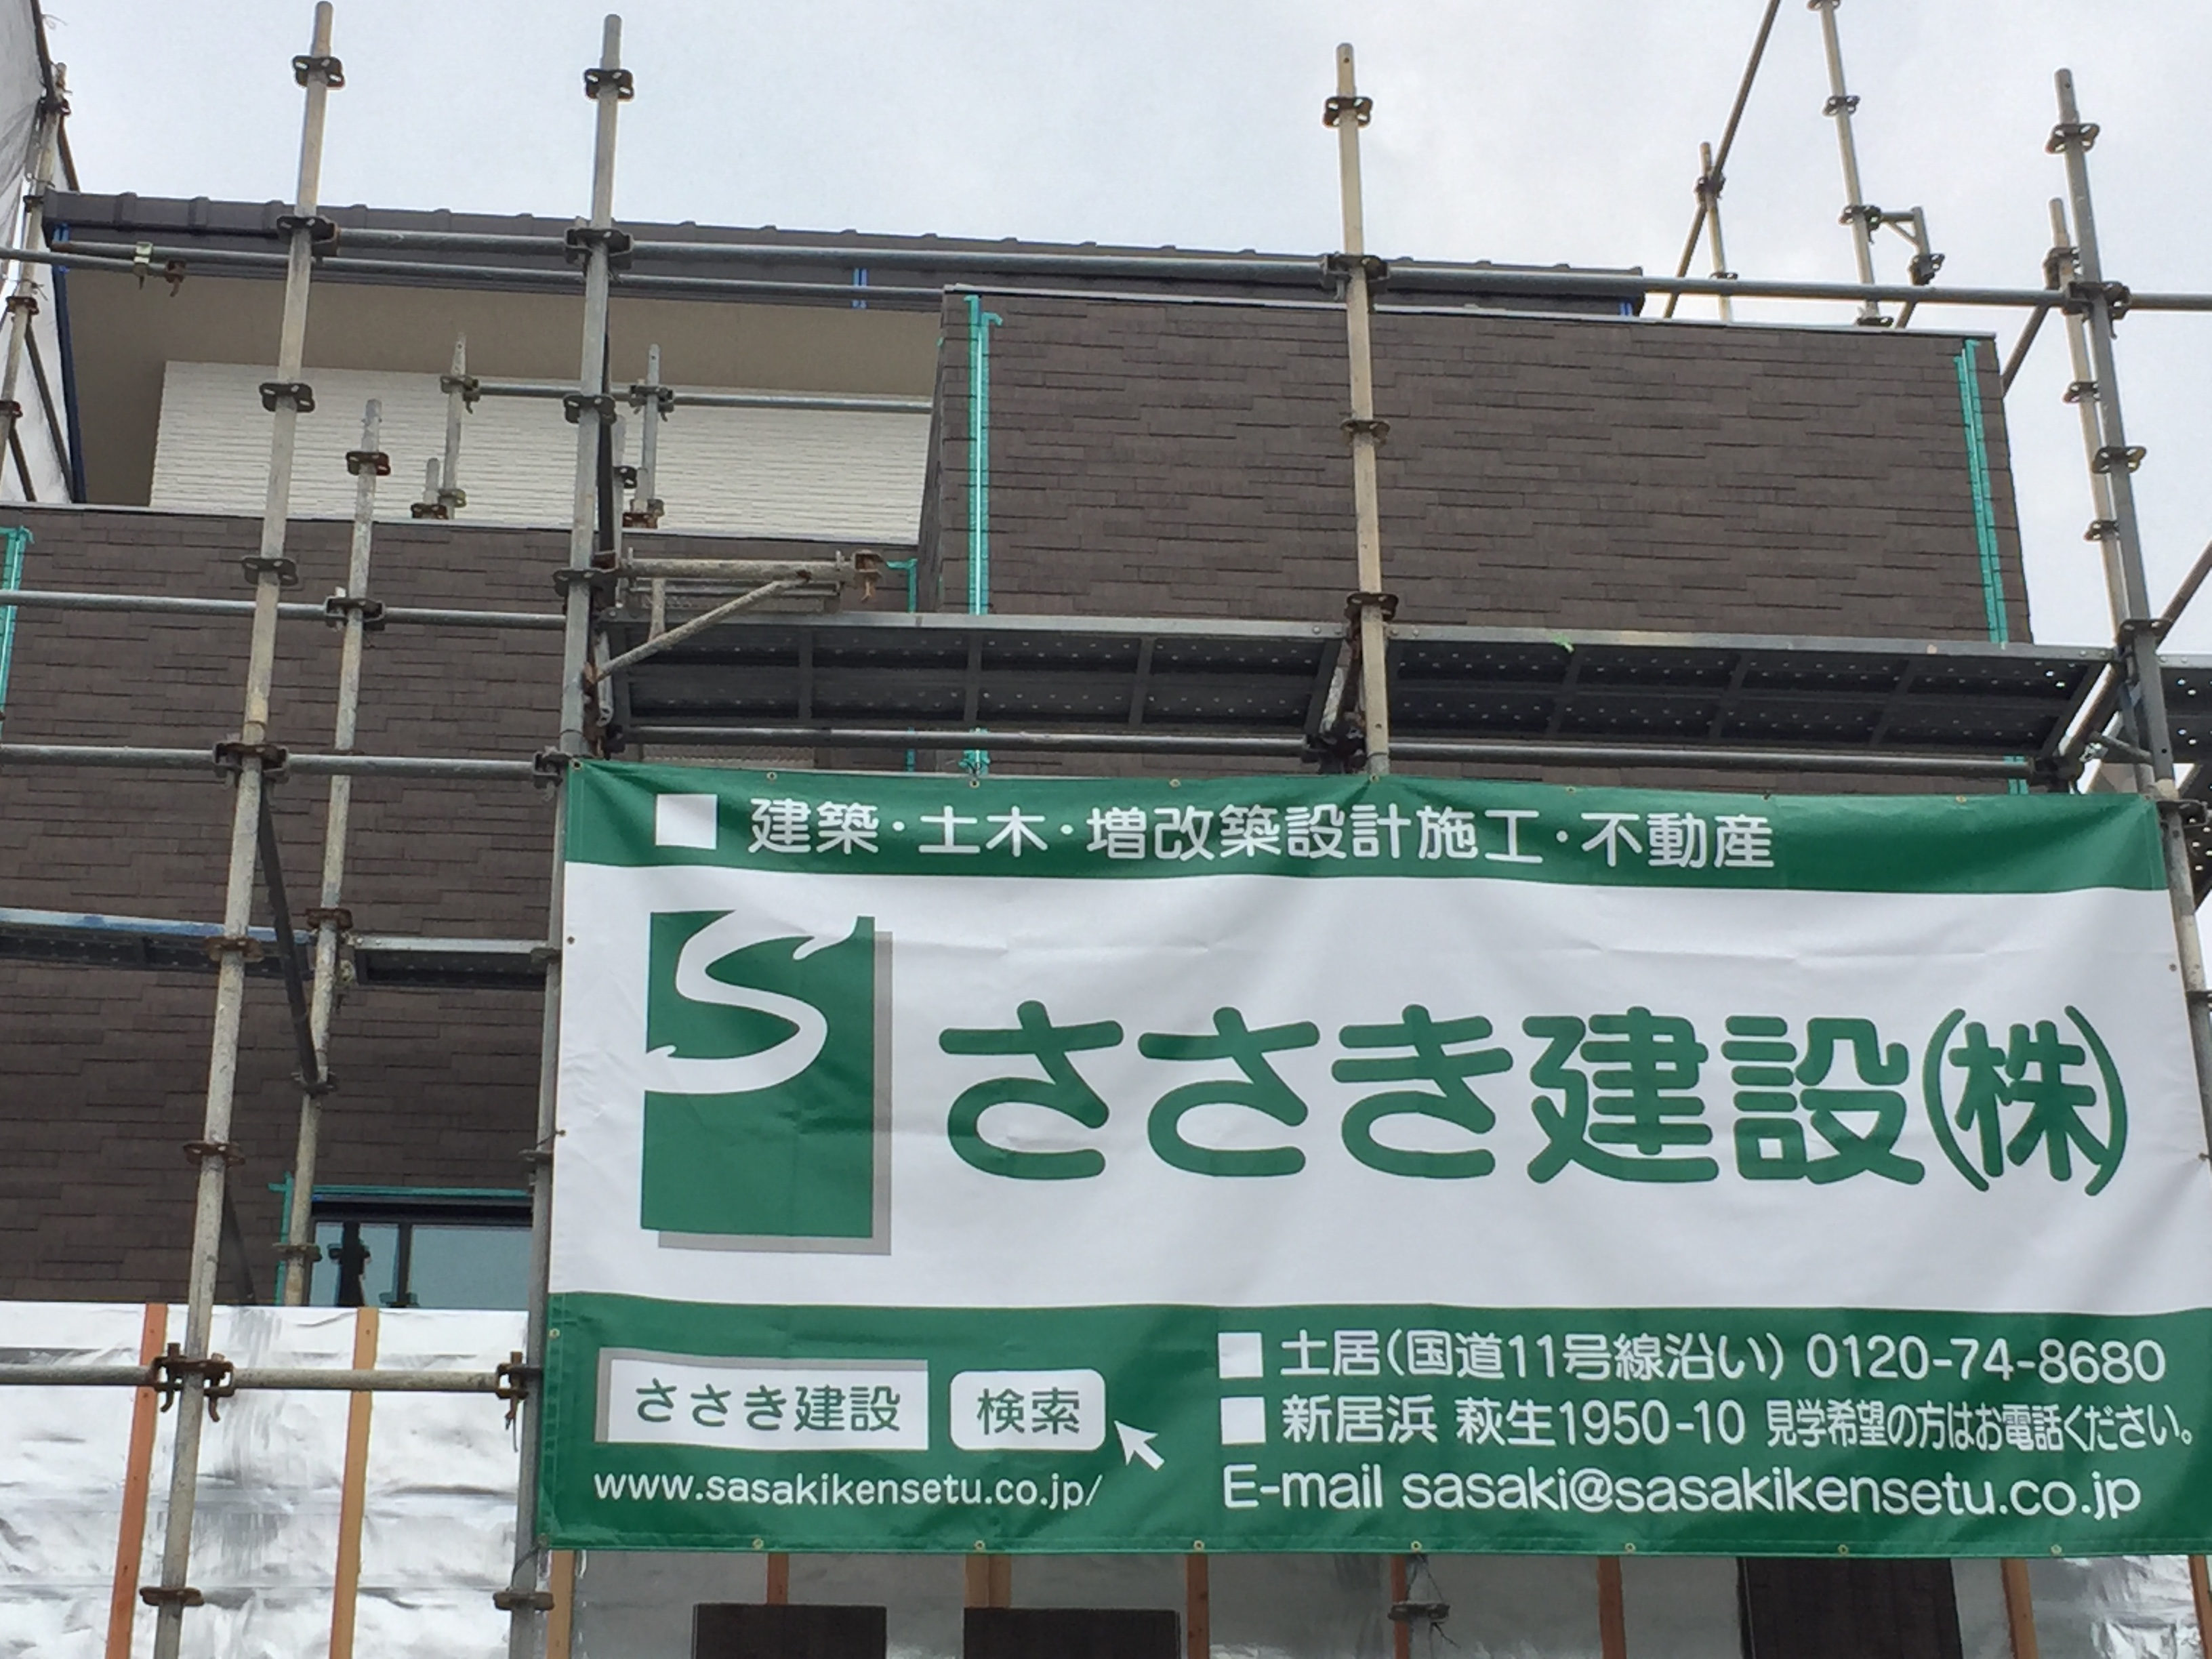 ■ 建築・土木・増改築設計施工・不動産
S
ささき建設㈱
ささき建設 検索
www.sasakikensetu.co.jp/
■ 土居(国道11号線沿い) 0120-74-8680
■ 新居浜 萩生1950-10 見学希望の方はお電話ください。
E-mail sasaki@sasakikensetu.co.jp